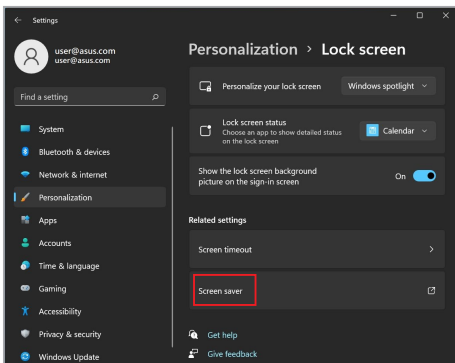 Settings
user@asus.com
user@asus.com
Find a setting
System
Bluetooth & devices
Network & internet
Personalization
Apps
Accounts
Time & language
Gaming
Accessibility
Privacy & security
Windows Update
Personalization > Lock screen
Personalize your lock screen
Windows spotlight
Lock screen status
Choose an app to show detailed status
on the lock screen
Calendar
Show the lock screen background
picture on the sign-in screen
On
Related settings
Screen timeout
Screen saver
Get help
Give feedback